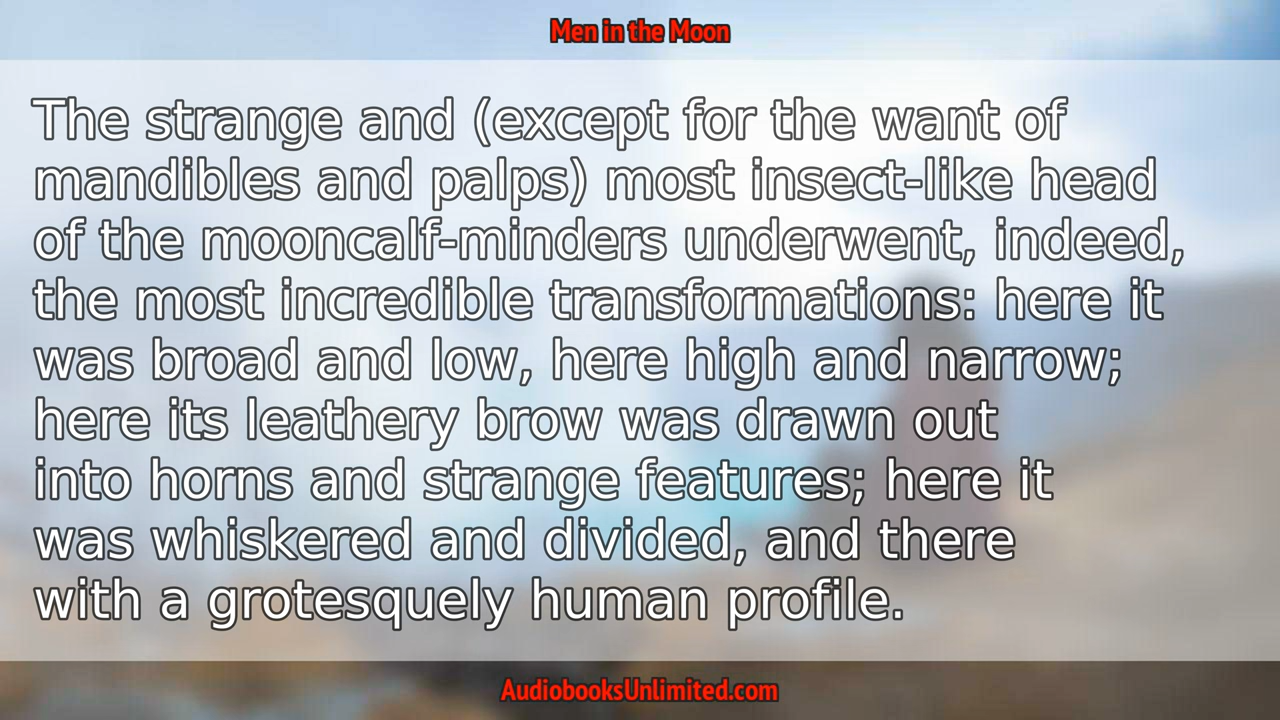 Men in the Moon
The strange and (except for the want of
mandibles and palps) most insect-like head
of the mooncalf-minders underwent, indeed,
the most incredible transformations: here it
was broad and low, here high and narrow;
here its leathery brow was drawn out
into horns and strange features; here it
was whiskered and divided, and there
with a grotesquely human profile.
AudiobooksUnlimited.com